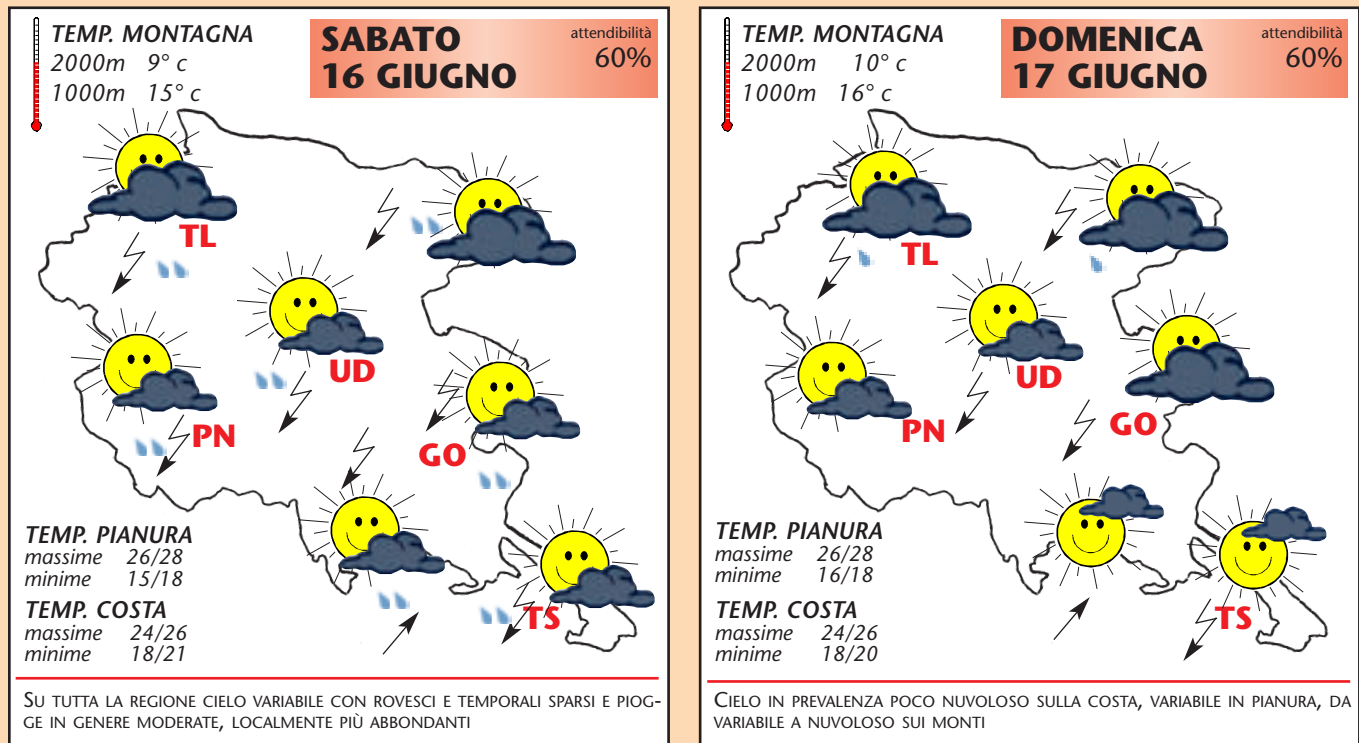 TEMP. MONTAGNA
2000m 9° c
1000m 15° c
SABATO
16 GIUGNO
attendibilità
60%
TL
UD
PN
GO
TS
TEMP. PIANURA
massime 26/28
minime 15/18
TEMP. COSTA
massime 24/26
minime 18/21
SU TUTTA LA REGIONE CIELO VARIABILE CON ROVESCI E TEMPORALI SPARSI E PIOG-
GE IN GENERE MODERATE, LOCALMENTE PIÙ ABBONDANTI
TEMP. MONTAGNA
2000m 10° c
1000m 16° c
DOMENICA
17 GIUGNO
attendibilità
60%
TL
UD
PN
GO
TS
TEMP. PIANURA
massime 26/28
minime 16/18
TEMP. COSTA
massime 24/26
minime 18/20
CIELO IN PREVALENZA POCO NUVOLOSO SULLA COSTA, VARIABILE IN PIANURA, DA
VARIABILE A NUVOLOSO SUI MONTI